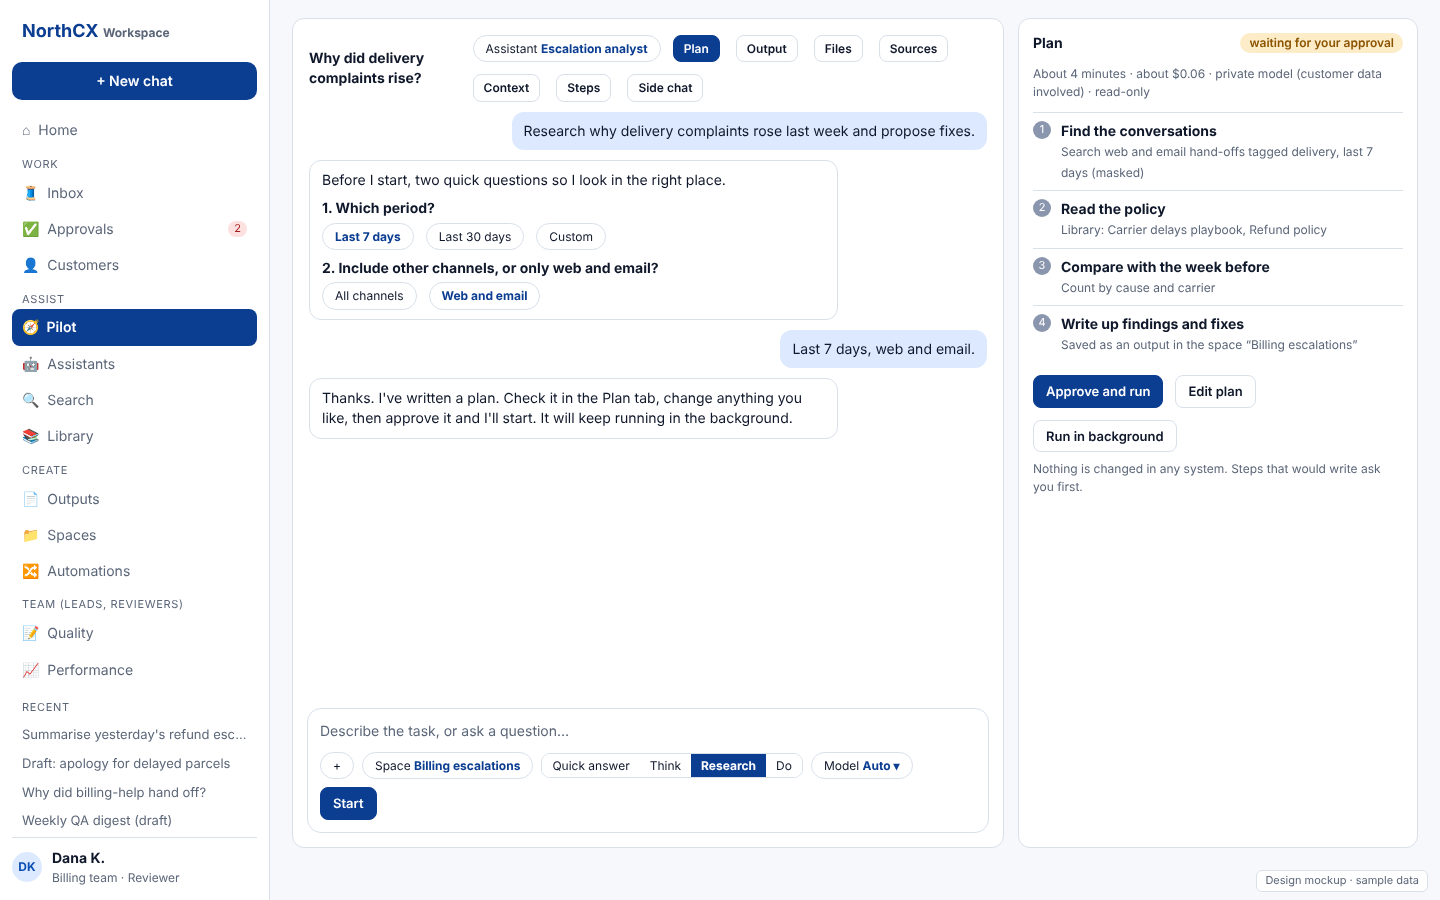 NorthCX Workspace
+ New chat
Home
WORK
Inbox
Approvals 2
Customers
ASSIST
Pilot
Assistants
Search
Library
CREATE
Outputs
Spaces
Automations
TEAM (LEADS, REVIEWERS)
Quality
Performance
RECENT
Summarise yesterday's refund esc...
Draft: apology for delayed parcels
Why did billing-help hand off?
Weekly QA digest (draft)
DK
Dana K.
Billing team · Reviewer
Why did delivery
complaints rise?
Assistant Escalation analyst Plan Output Files Sources
Context Steps Side chat
Research why delivery complaints rose last week and propose fixes.
Before I start, two quick questions so I look in the right place.
1. Which period?
Last 7 days Last 30 days Custom
2. Include other channels, or only web and email?
All channels Web and email
Last 7 days, web and email.
Thanks. I've written a plan. Check it in the Plan tab, change anything you
like, then approve it and I'll start. It will keep running in the background.
Describe the task, or ask a question...
+ Space Billing escalations Quick answer Think Research Do Model Auto ▾
Start
Plan waiting for your approval
About 4 minutes · about $0.06 · private model (customer data
involved) · read-only
1 Find the conversations
Search web and email hand-offs tagged delivery, last 7
days (masked)
2 Read the policy
Library: Carrier delays playbook, Refund policy
3 Compare with the week before
Count by cause and carrier
4 Write up findings and fixes
Saved as an output in the space “Billing escalations”
Approve and run Edit plan
Run in background
Nothing is changed in any system. Steps that would write ask
you first.
Design mockup · sample data